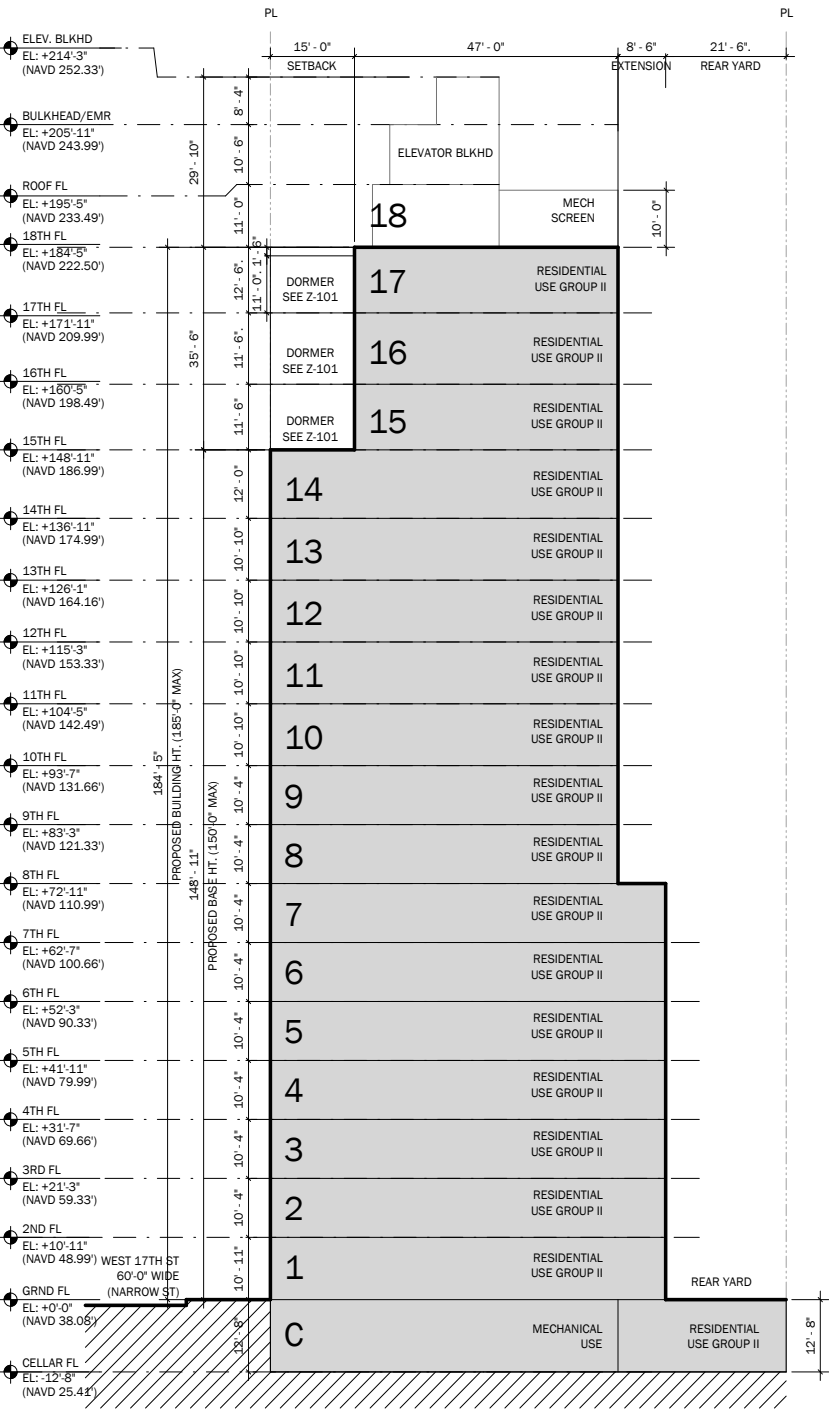 PL
PL
15' - 0"
47' - 0"
8' - 6"
21' - 6".
SETBACK
EXTENSION
REAR YARD
ELEV. BLKHD
EL: +214'-3"
(NAVD 252.33')
BULKHEAD/EMR
EL: +205'-11"
(NAVD 243.99')
ROOF FL
EL: +195'-5"
(NAVD 233.49')
18TH FL
EL: +184'-5"
(NAVD 222.50')
17TH FL
EL: +171'-11"
(NAVD 209.99')
16TH FL
EL: +160'-5"
(NAVD 198.49')
15TH FL
EL: +148'-11"
(NAVD 186.99')
14TH FL
EL: +136'-11"
(NAVD 174.99')
13TH FL
EL: +126'-1"
(NAVD 164.16')
12TH FL
EL: +115'-3"
(NAVD 153.33')
11TH FL
EL: +104'-5"
(NAVD 142.49')
10TH FL
EL: +93'-7"
(NAVD 131.66')
9TH FL
EL: +83'-3"
(NAVD 121.33')
8TH FL
EL: +72'-11"
(NAVD 110.99')
7TH FL
EL: +62'-7"
(NAVD 100.66')
6TH FL
EL: +52'-3"
(NAVD 90.33')
5TH FL
EL: +41'-11"
(NAVD 79.99')
4TH FL
EL: +31'-7"
(NAVD 69.66')
3RD FL
EL: +21'-3"
(NAVD 59.33')
2ND FL
EL: +10'-11"
(NAVD 48.99')
GRND FL
EL: +0'-0"
(NAVD 38.08')
CELLAR FL
EL: -12'-8"
(NAVD 25.41')
WEST 17TH ST
60'-0" WIDE
(NARROW ST)
184' - 5"
PROPOSED BUILDING HT. (185'-0" MAX)
148' - 11"
PROPOSED BASE HT. (150'-0" MAX)
29' - 10"
35' - 6"
8' - 4"
10' - 6"
11' - 0"
12' - 6".
11' - 0".
1' - 6"
11' - 6".
11' - 6"
12' - 0"
10' - 10"
10' - 10"
10' - 10"
10' - 10"
10' - 4"
10' - 4"
10' - 4"
10' - 4"
10' - 4"
10' - 4"
10' - 4"
10' - 4"
10' - 11"
12' - 8"
ELEVATOR BLKHD
18
MECH
SCREEN
10' - 0"
DORMER
SEE Z-101
17
RESIDENTIAL
USE GROUP II
DORMER
SEE Z-101
16
RESIDENTIAL
USE GROUP II
DORMER
SEE Z-101
15
RESIDENTIAL
USE GROUP II
14
RESIDENTIAL
USE GROUP II
13
RESIDENTIAL
USE GROUP II
12
RESIDENTIAL
USE GROUP II
11
RESIDENTIAL
USE GROUP II
10
RESIDENTIAL
USE GROUP II
9
RESIDENTIAL
USE GROUP II
8
RESIDENTIAL
USE GROUP II
7
RESIDENTIAL
USE GROUP II
6
RESIDENTIAL
USE GROUP II
5
RESIDENTIAL
USE GROUP II
4
RESIDENTIAL
USE GROUP II
3
RESIDENTIAL
USE GROUP II
2
RESIDENTIAL
USE GROUP II
1
RESIDENTIAL
USE GROUP II
REAR YARD
C
MECHANICAL
USE
RESIDENTIAL
USE GROUP II
12' - 8"